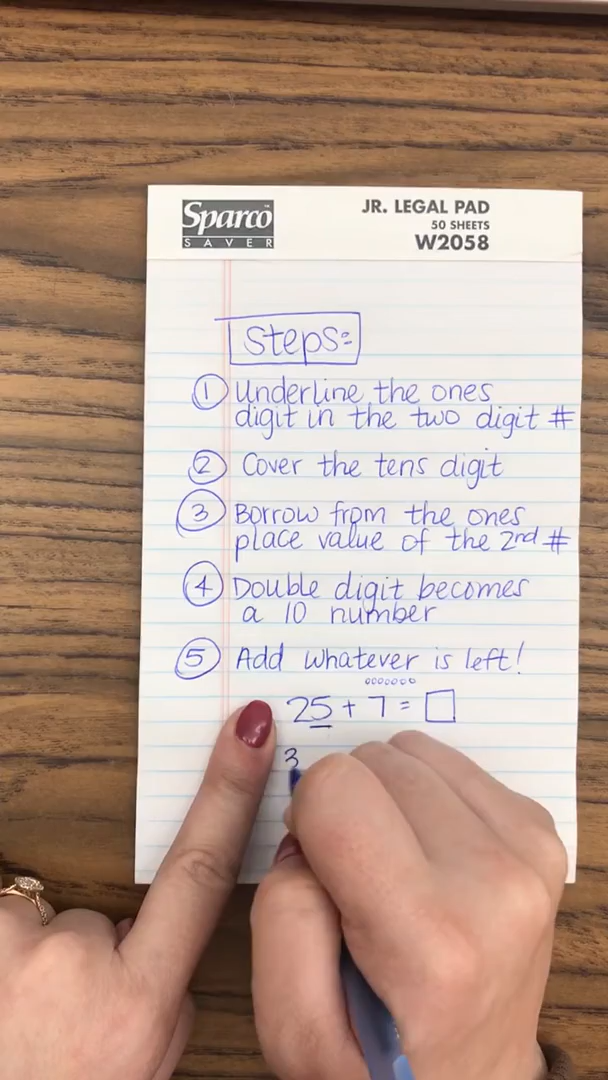 Sparco™
SAVER
JR. LEGAL PAD
50 SHEETS
W2058
Steps:
1 Underline the ones
digit in the two digit #
2 Cover the tens digit
3 Borrow from the ones
place value of the 2nd #
4 Double digit becomes
a 10 number
5 Add whatever is left!
25 + 7 = □
3